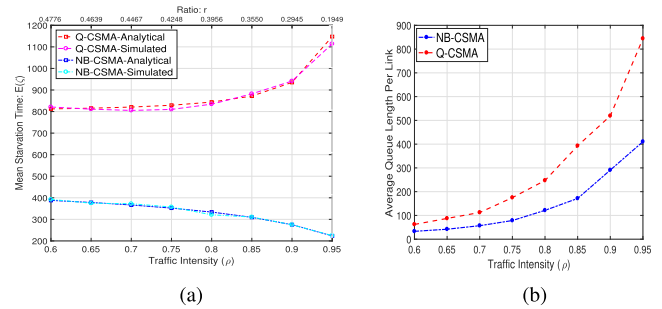 Ratio: r
0.4776 0.4639 0.4467 0.4248 0.3956 0.3550 0.2945 0.1949
1200
1100
1000
900
800
700
600
500
400
300
200
Mean Starvation Time: E(ζ)
Q-CSMA-Analytical
Q-CSMA-Simulated
NB-CSMA-Analytical
NB-CSMA-Simulated
0.6 0.65 0.7 0.75 0.8 0.85 0.9 0.95
Traffic Intensity (ρ)
(a)
900
800
700
600
500
400
300
200
100
0
Average Queue Length Per Link
NB-CSMA
Q-CSMA
0.6 0.65 0.7 0.75 0.8 0.85 0.9 0.95
Traffic Intensity (ρ)
(b)